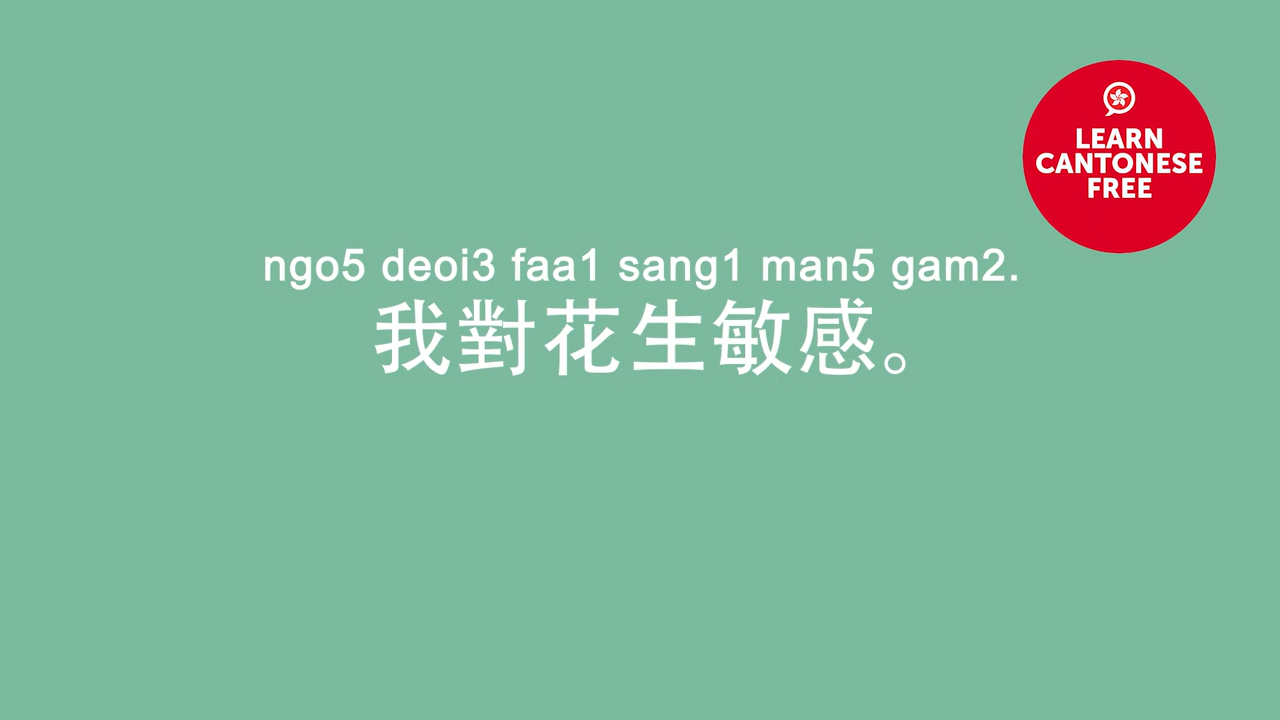 LEARN
CANTONESE
FREE
ngo5 deoi3 faa1 sang1 man5 gam2.
我對花生敏感。